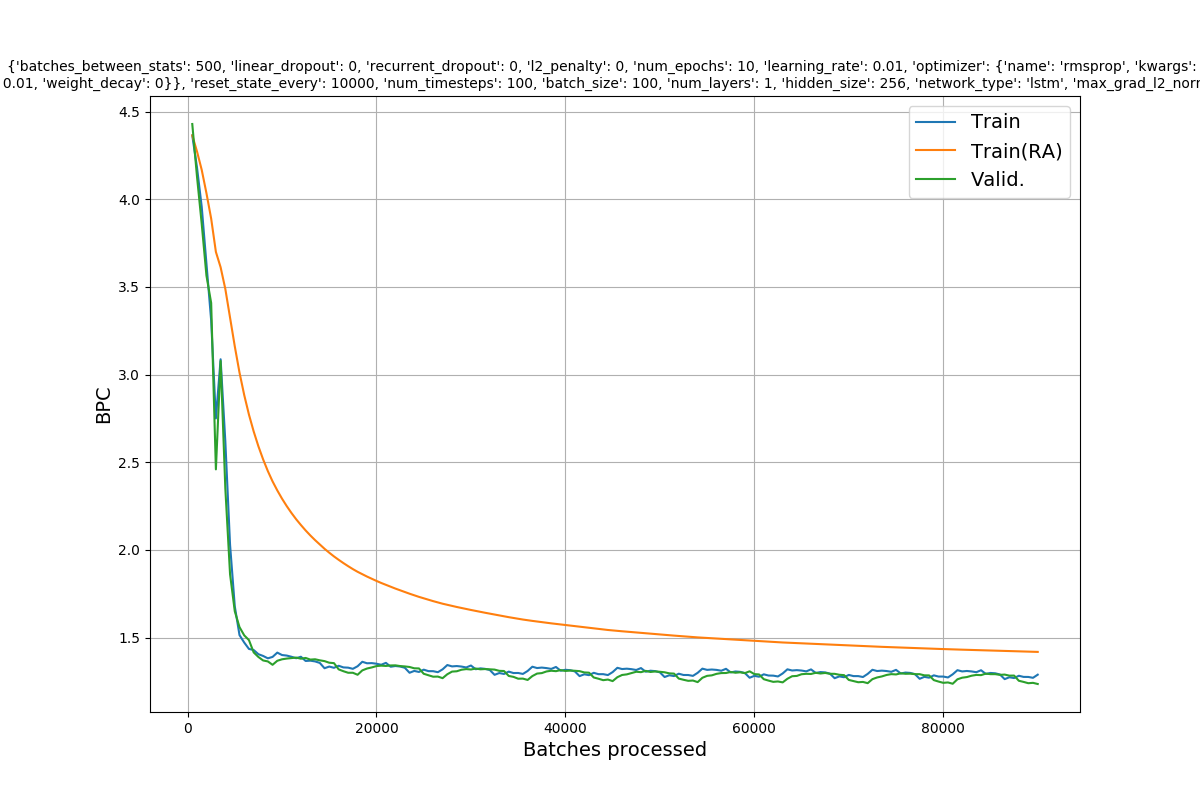 {'batches_between_stats': 500, 'linear_dropout': 0, 'recurrent_dropout': 0, 'l2_penalty': 0, 'num_epochs': 10, 'learning_rate': 0.01, 'optimizer': {'name': 'rmsprop', 'kwargs':
0.01, 'weight_decay': 0}}, 'reset_state_every': 10000, 'num_timesteps': 100, 'batch_size': 100, 'num_layers': 1, 'hidden_size': 256, 'network_type': 'lstm', 'max_grad_l2_norr
Train
Train(RA)
Valid.
4.5
4.0
3.5
3.0
2.5
2.0
1.5
BPC
0 20000 40000 60000 80000
Batches processed